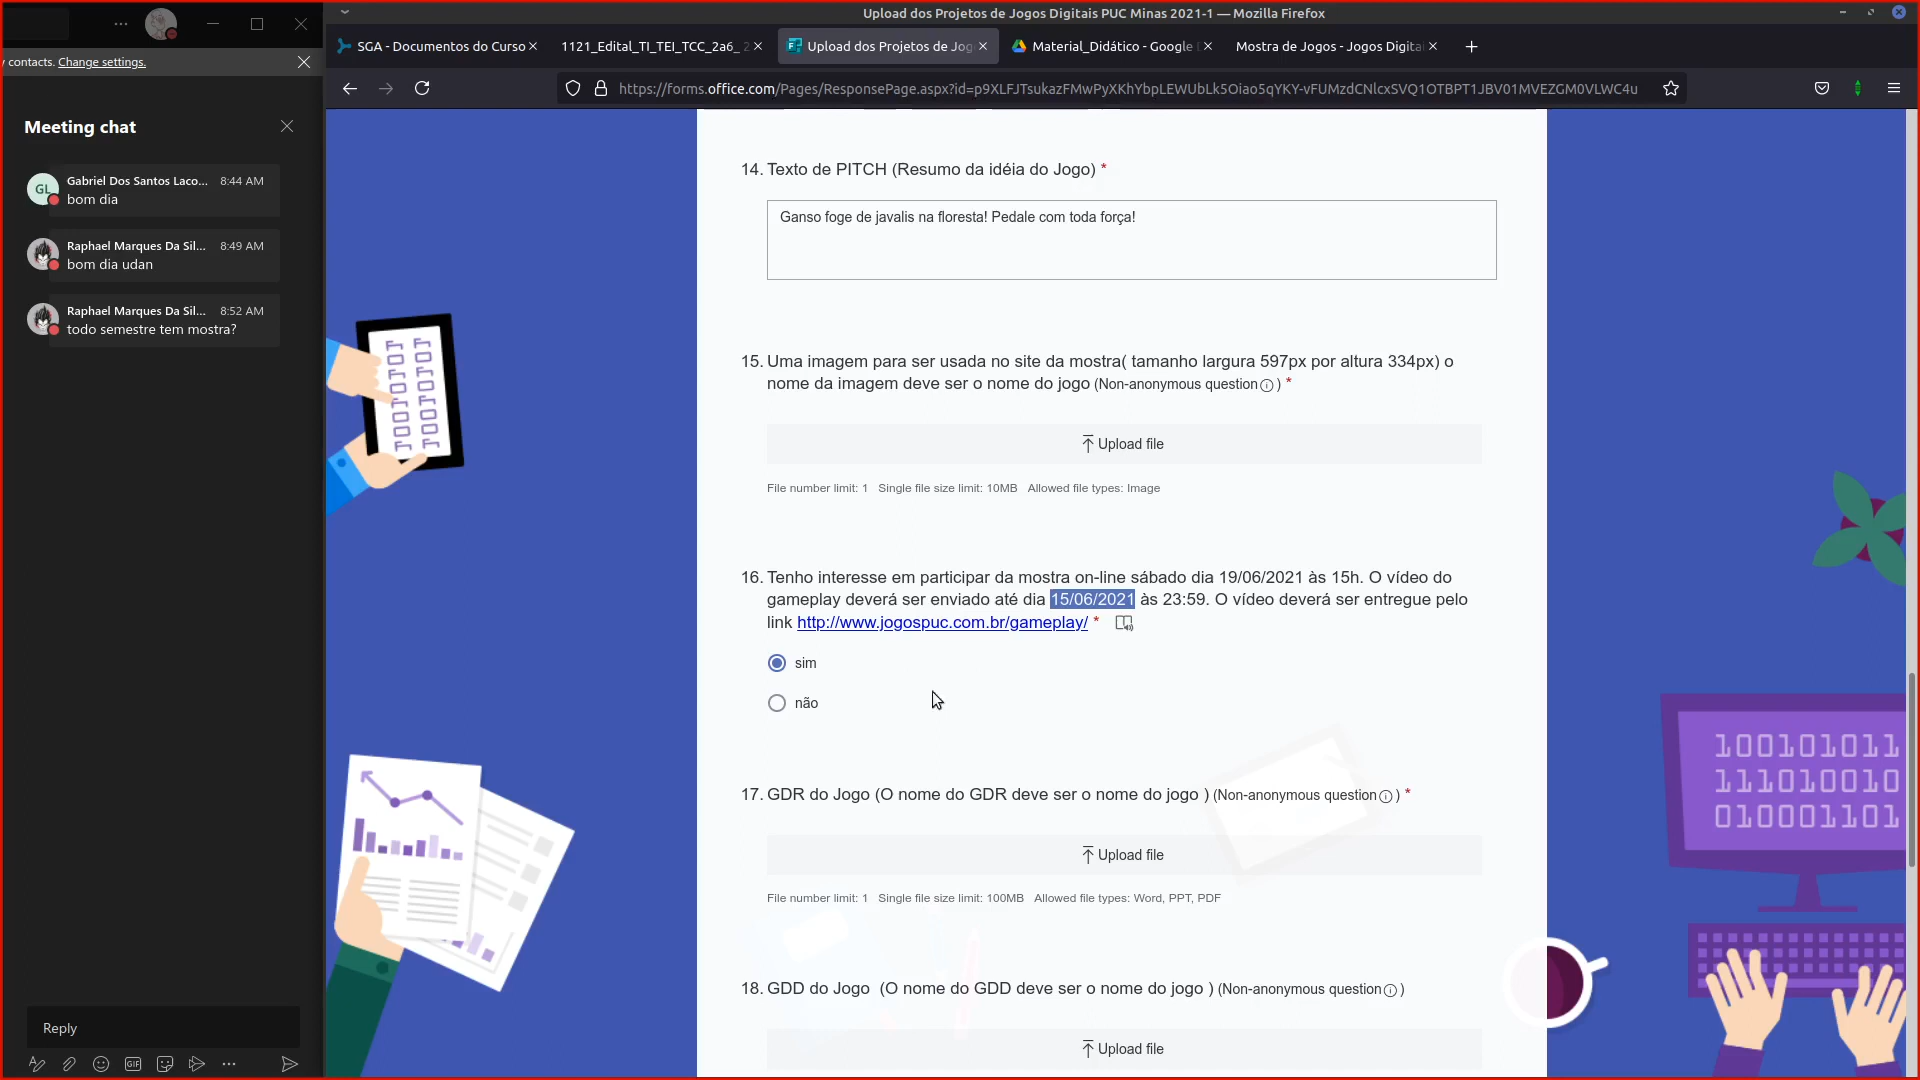 Upload dos Projetos de Jogos Digitais PUC Minas 2021-1 — Mozilla Firefox
SGA - Documentos do Curso
1121_Edital_TI_TEI_TCC_2a6_ 2
Upload dos Projetos de Jog
Material_Didático - Google
Mostra de Jogos - Jogos Digita
https://forms.office.com/Pages/ResponsePage.aspx?id=p9XLFJTsukazFMwPyXKhYbpLEWUbLk5Oiao5qYKY-vFUMzdCNlcxSVQ1OTBPT1JBV01MVEZGM0VLWC4u
contacts. Change settings.
Meeting chat
GL
Gabriel Dos Santos Laco... 8:44 AM
bom dia
Raphael Marques Da Sil... 8:49 AM
bom dia udan
Raphael Marques Da Sil... 8:52 AM
todo semestre tem mostra?
Reply
GIF
14. Texto de PITCH (Resumo da idéia do Jogo) *
Ganso foge de javalis na floresta! Pedale com toda força!
15. Uma imagem para ser usada no site da mostra( tamanho largura 597px por altura 334px) o
nome da imagem deve ser o nome do jogo (Non-anonymous question) *
Upload file
File number limit: 1 Single file size limit: 10MB Allowed file types: Image
16. Tenho interesse em participar da mostra on-line sábado dia 19/06/2021 às 15h. O vídeo do
gameplay deverá ser enviado até dia 15/06/2021 às 23:59. O vídeo deverá ser entregue pelo
link http://www.jogospuc.com.br/gameplay/ *
sim
não
17. GDR do Jogo (O nome do GDR deve ser o nome do jogo ) (Non-anonymous question) *
Upload file
File number limit: 1 Single file size limit: 100MB Allowed file types: Word, PPT, PDF
18. GDD do Jogo (O nome do GDD deve ser o nome do jogo ) (Non-anonymous question)
Upload file
100101011
111010010
010001101